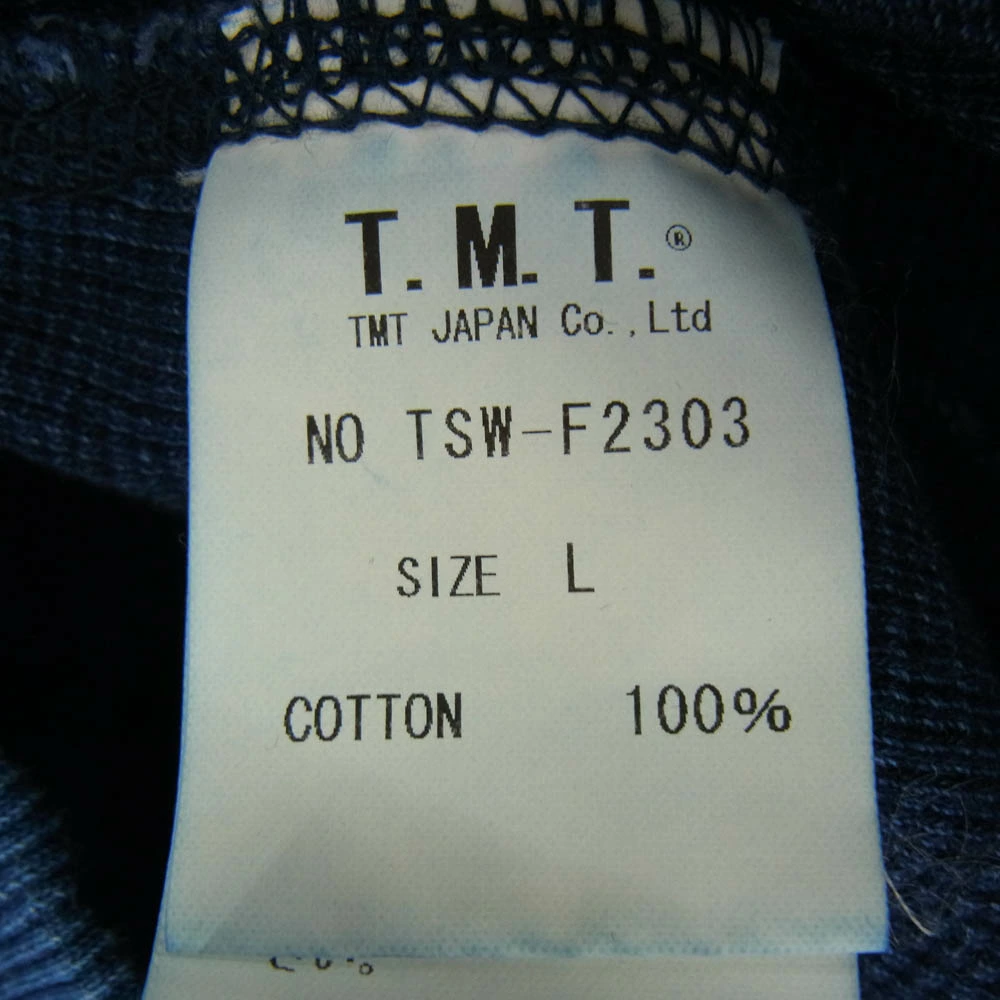 T.M.T.®
TMT JAPAN Co.,Ltd
NO TSW-F2303
SIZE L
COTTON 100%